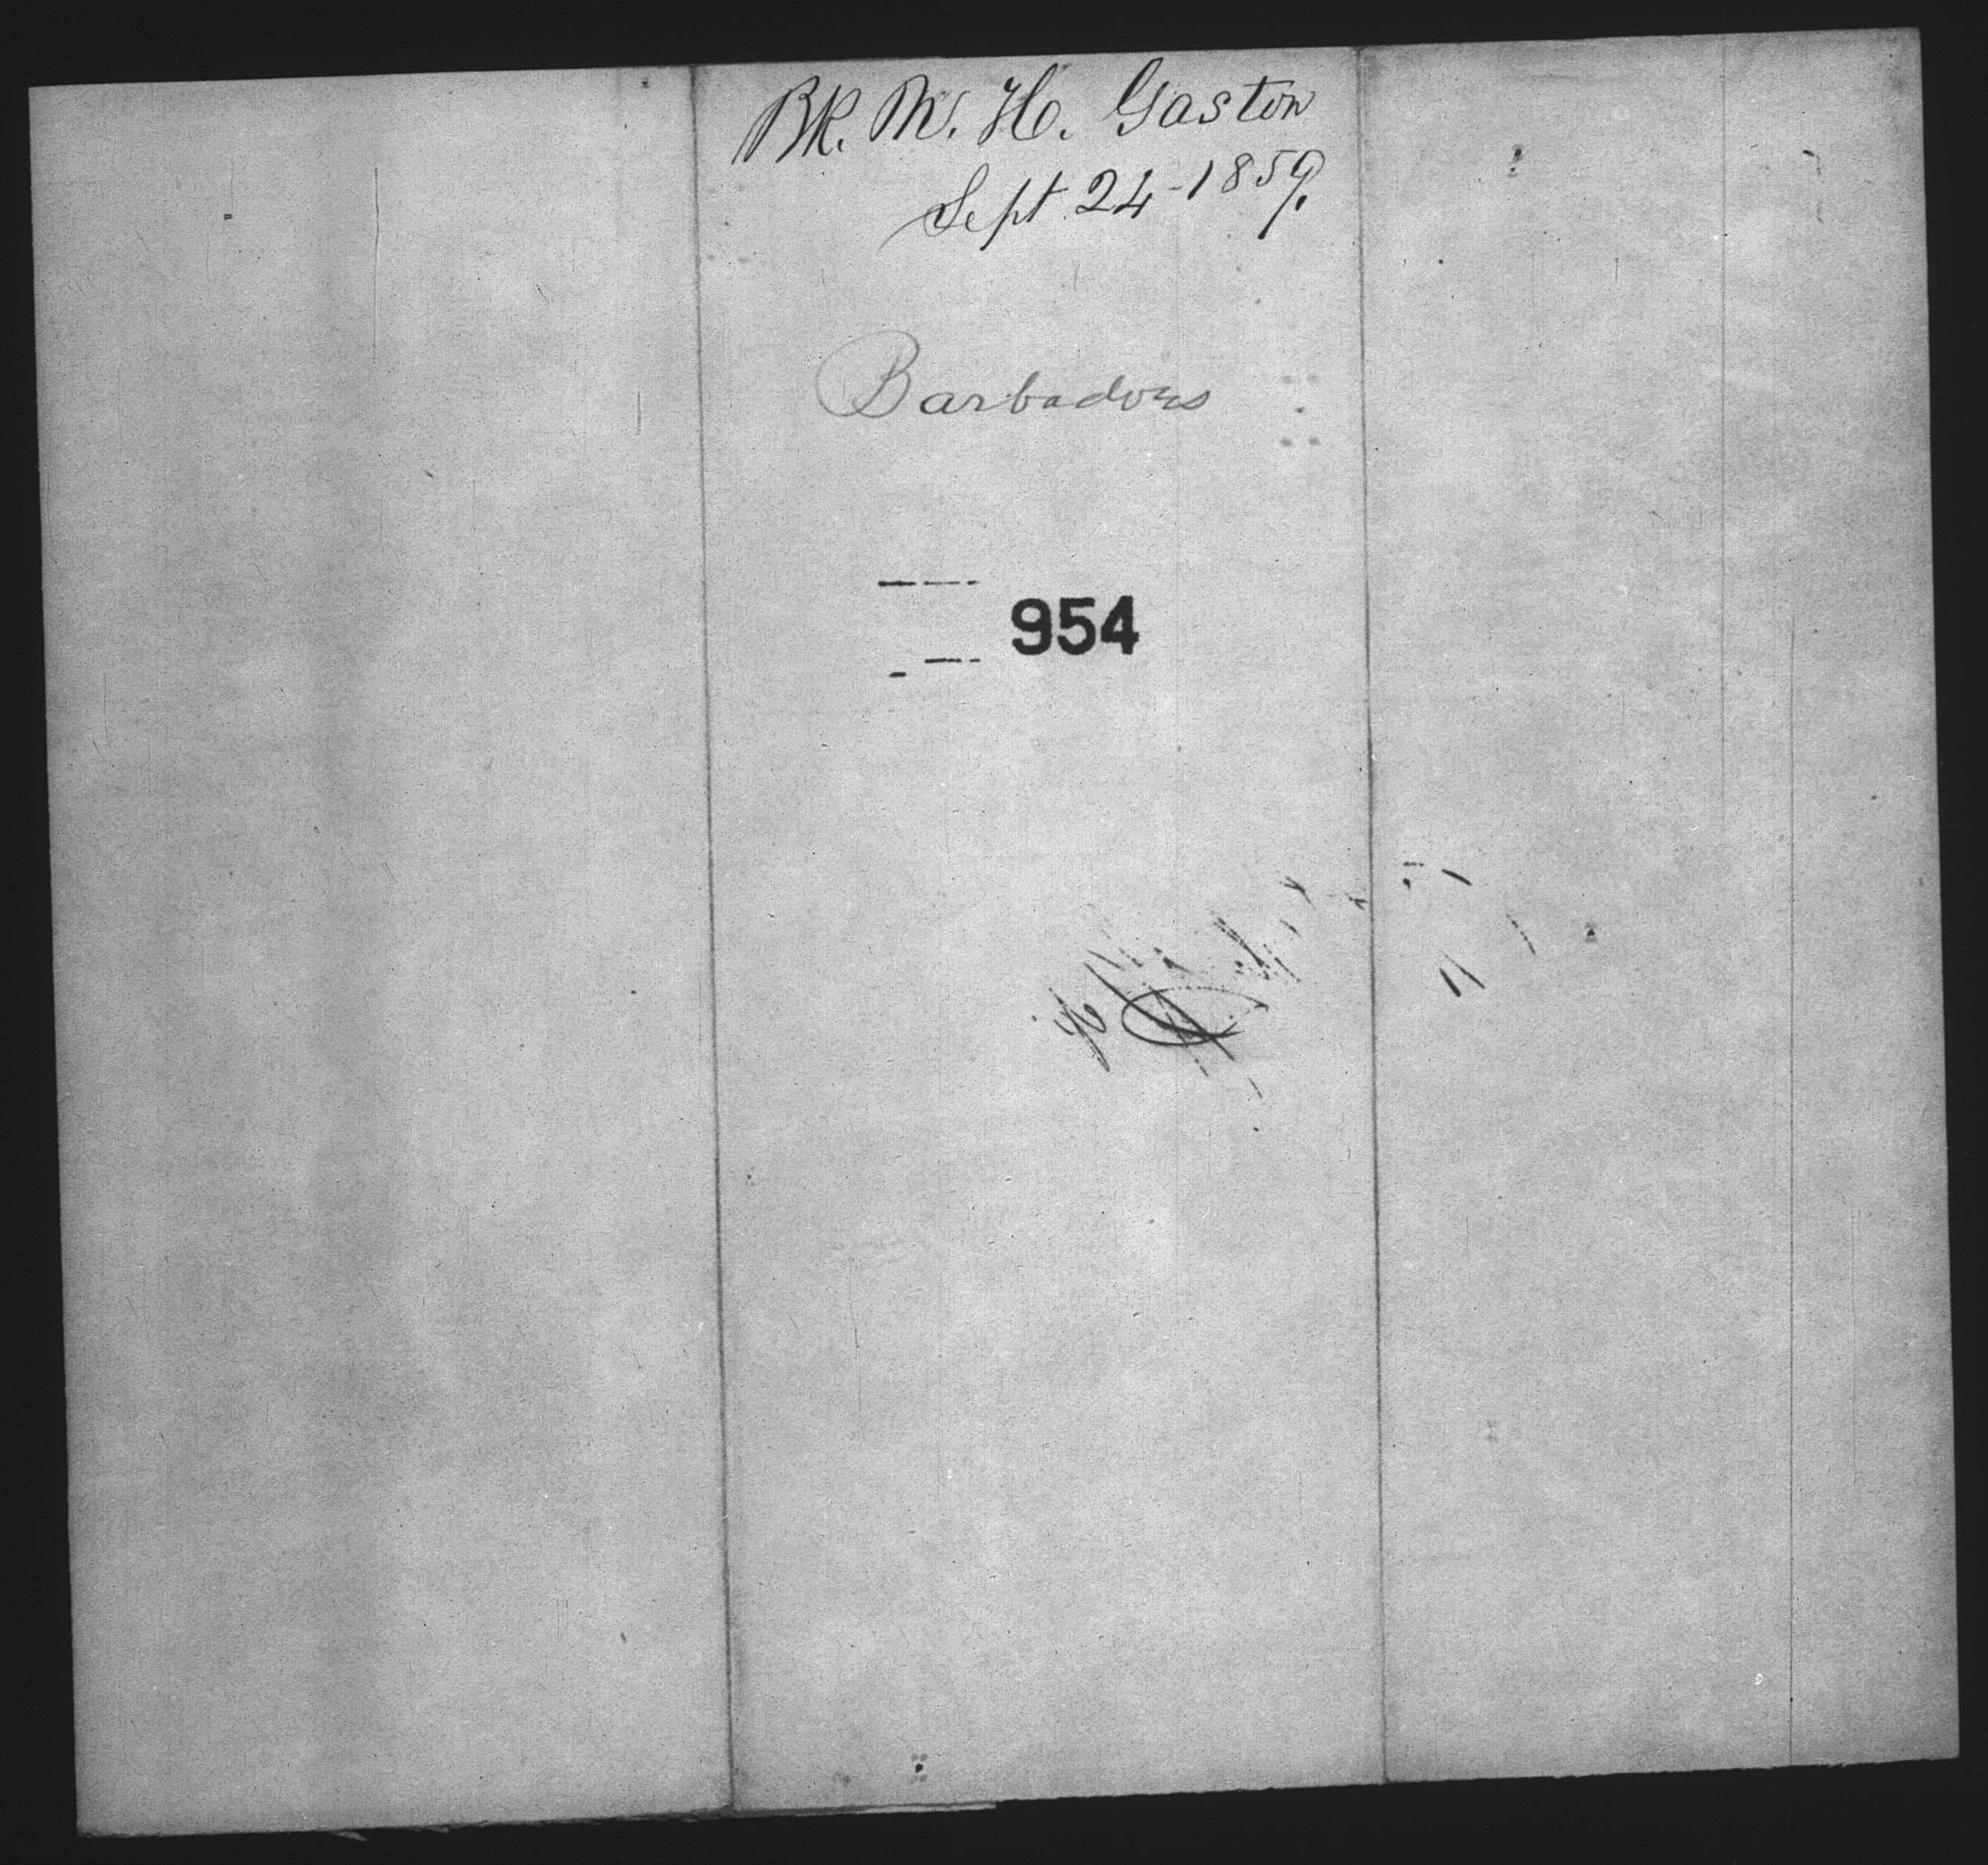 Bk. M. H. Gaston
Sept 24-1859.
Barbadoes
954